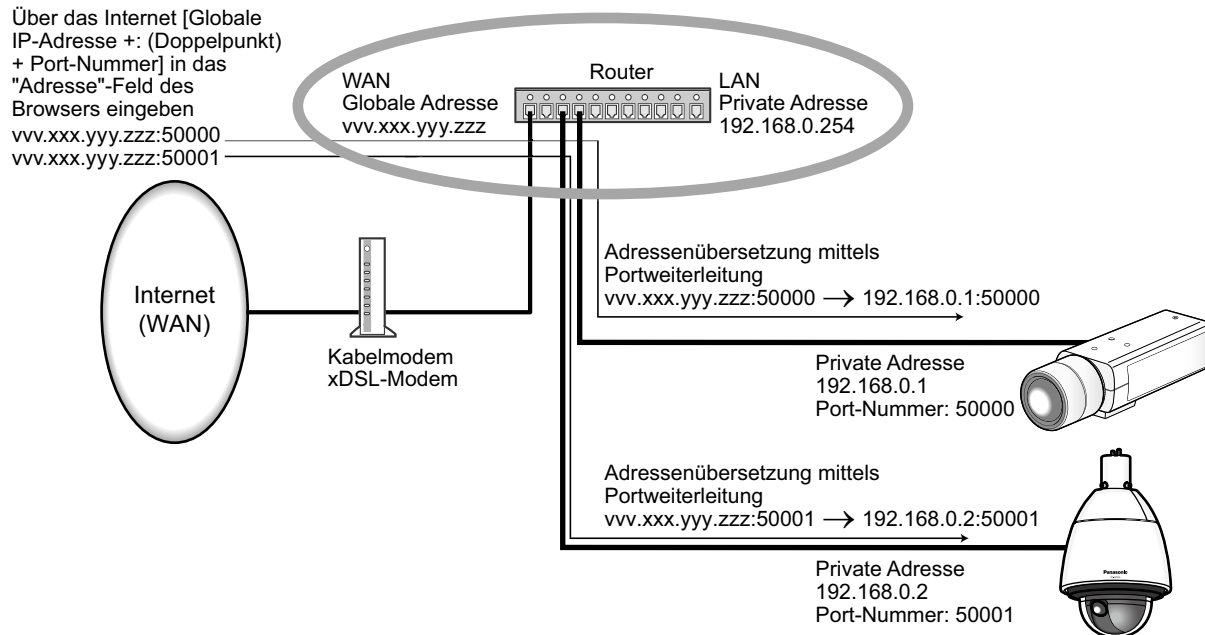 Über das Internet [Globale
IP-Adresse +: (Doppelpunkt)
+ Port-Nummer] in das
"Adresse"-Feld des
Browsers eingeben
vvv.xxx.yyy.zzz:50000
vvv.xxx.yyy.zzz:50001
WAN
Globale Adresse
vvv.xxx.yyy.zzz
Router
LAN
Private Adresse
192.168.0.254
Internet
(WAN)
Kabelmodem
xDSL-Modem
Adressenübersetzung mittels
Portweiterleitung
vvv.xxx.yyy.zzz:50000 → 192.168.0.1:50000
Private Adresse
192.168.0.1
Port-Nummer: 50000
Adressenübersetzung mittels
Portweiterleitung
vvv.xxx.yyy.zzz:50001 → 192.168.0.2:50001
Private Adresse
192.168.0.2
Port-Nummer: 50001
Panasonic